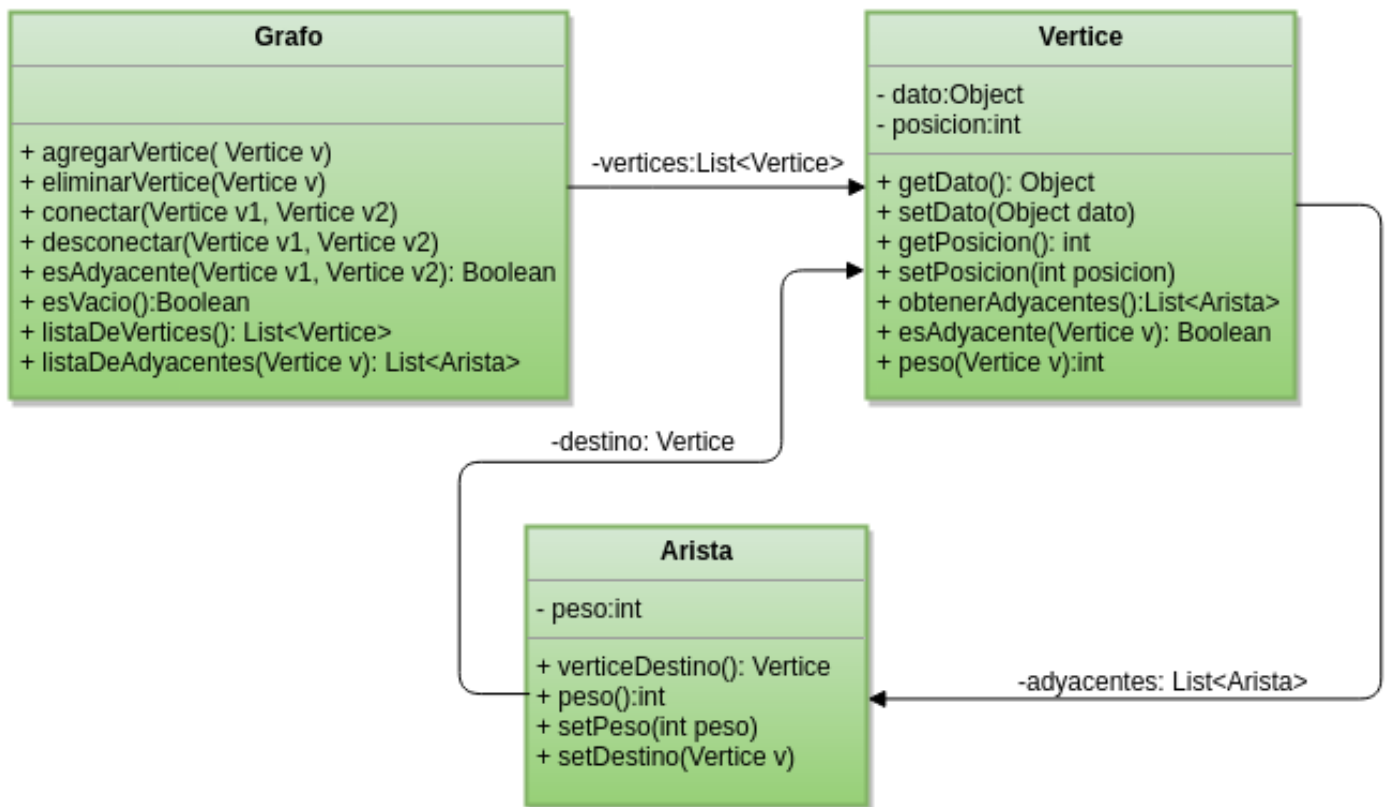 Grafo
+ agregarVertice( Vertice v)
+ eliminarVertice(Vertice v)
+ conectar(Vertice v1, Vertice v2)
+ desconectar(Vertice v1, Vertice v2)
+ esAdyacente(Vertice v1, Vertice v2): Boolean
+ esVacio():Boolean
+ listaDeVertices(): List<Vertice>
+ listaDeAdyacentes(Vertice v): List<Arista>
-vertices:List<Vertice>
Vertice
- dato:Object
- posicion:int
+ getDato(): Object
+ setDato(Object dato)
+ getPosicion(): int
+ setPosicion(int posicion)
+ obtenerAdyacentes():List<Arista>
+ esAdyacente(Vertice v): Boolean
+ peso(Vertice v):int
-destino: Vertice
Arista
- peso:int
+ verticeDestino(): Vertice
+ peso():int
+ setPeso(int peso)
+ setDestino(Vertice v)
-adyacentes: List<Arista>